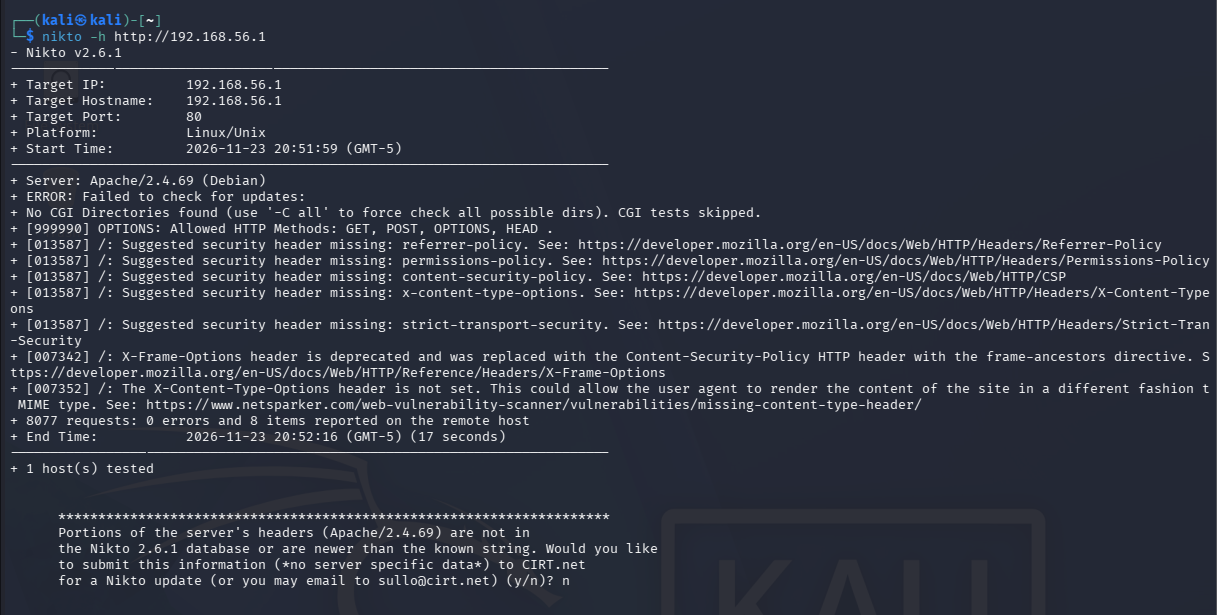 ┌──(kali㉿kali)-[~]
└─$ nikto -h http://192.168.56.1
- Nikto v2.6.1
+ Target IP:          192.168.56.1
+ Target Hostname:    192.168.56.1
+ Target Port:        80
+ Platform:           Linux/Unix
+ Start Time:         2026-11-23 20:51:59 (GMT-5)
+ Server: Apache/2.4.69 (Debian)
+ ERROR: Failed to check for updates:
+ No CGI Directories found (use '-C all' to force check all possible dirs). CGI tests skipped.
+ [999990] OPTIONS: Allowed HTTP Methods: GET, POST, OPTIONS, HEAD .
+ [013587] /: Suggested security header missing: referrer-policy. See: https://developer.mozilla.org/en-US/docs/Web/HTTP/Headers/Referrer-Policy
+ [013587] /: Suggested security header missing: permissions-policy. See: https://developer.mozilla.org/en-US/docs/Web/HTTP/Headers/Permissions-Policy
+ [013587] /: Suggested security header missing: content-security-policy. See: https://developer.mozilla.org/en-US/docs/Web/HTTP/CSP
+ [013587] /: Suggested security header missing: x-content-type-options. See: https://developer.mozilla.org/en-US/docs/Web/HTTP/Headers/X-Content-Type
ons
+ [013587] /: Suggested security header missing: strict-transport-security. See: https://developer.mozilla.org/en-US/docs/Web/HTTP/Headers/Strict-Tran
-Security
+ [007342] /: X-Frame-Options header is deprecated and was replaced with the Content-Security-Policy HTTP header with the frame-ancestors directive. S
ttps://developer.mozilla.org/en-US/docs/Web/HTTP/Reference/Headers/X-Frame-Options
+ [007352] /: The X-Content-Type-Options header is not set. This could allow the user agent to render the content of the site in a different fashion t
MIME type. See: https://www.netsparker.com/web-vulnerability-scanner/vulnerabilities/missing-content-type-header/
+ 8077 requests: 0 errors and 8 items reported on the remote host
+ End Time:           2026-11-23 20:52:16 (GMT-5) (17 seconds)
+ 1 host(s) tested
*********************************************************************
Portions of the server's headers (Apache/2.4.69) are not in
the Nikto 2.6.1 database or are newer than the known string. Would you like
to submit this information (*no server specific data*) to CIRT.net
for a Nikto update (or you may email to sullo@cirt.net) (y/n)? n
KALI